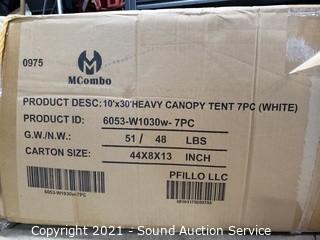 0975
MCombo
PRODUCT DESC:10'x30'HEAVY CANOPY TENT 7PC (WHITE)
PRODUCT ID: 6053-W1030w- 7PC
G.W./N.W.: 51/ 48 LBS
CARTON SIZE: 44X8X13 INCH
PFILLO LLC
6053-W1030w-7PC
Copyright 2021 - Sound Auction Service